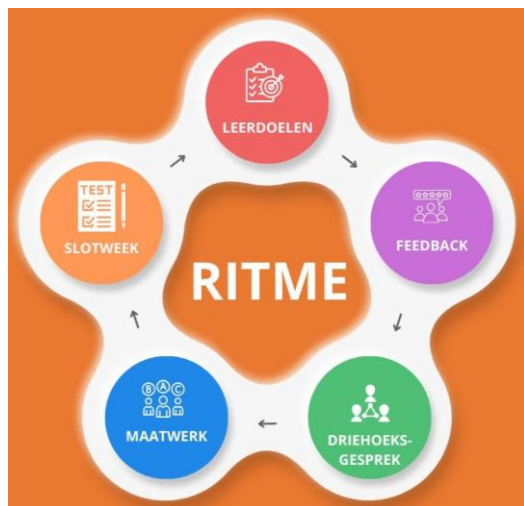 LEERDOELEN
FEEDBACK
DRIEHOEKS-
GESPREK
B A C
MAATWERK
TEST
SLOTWEEK
RITME